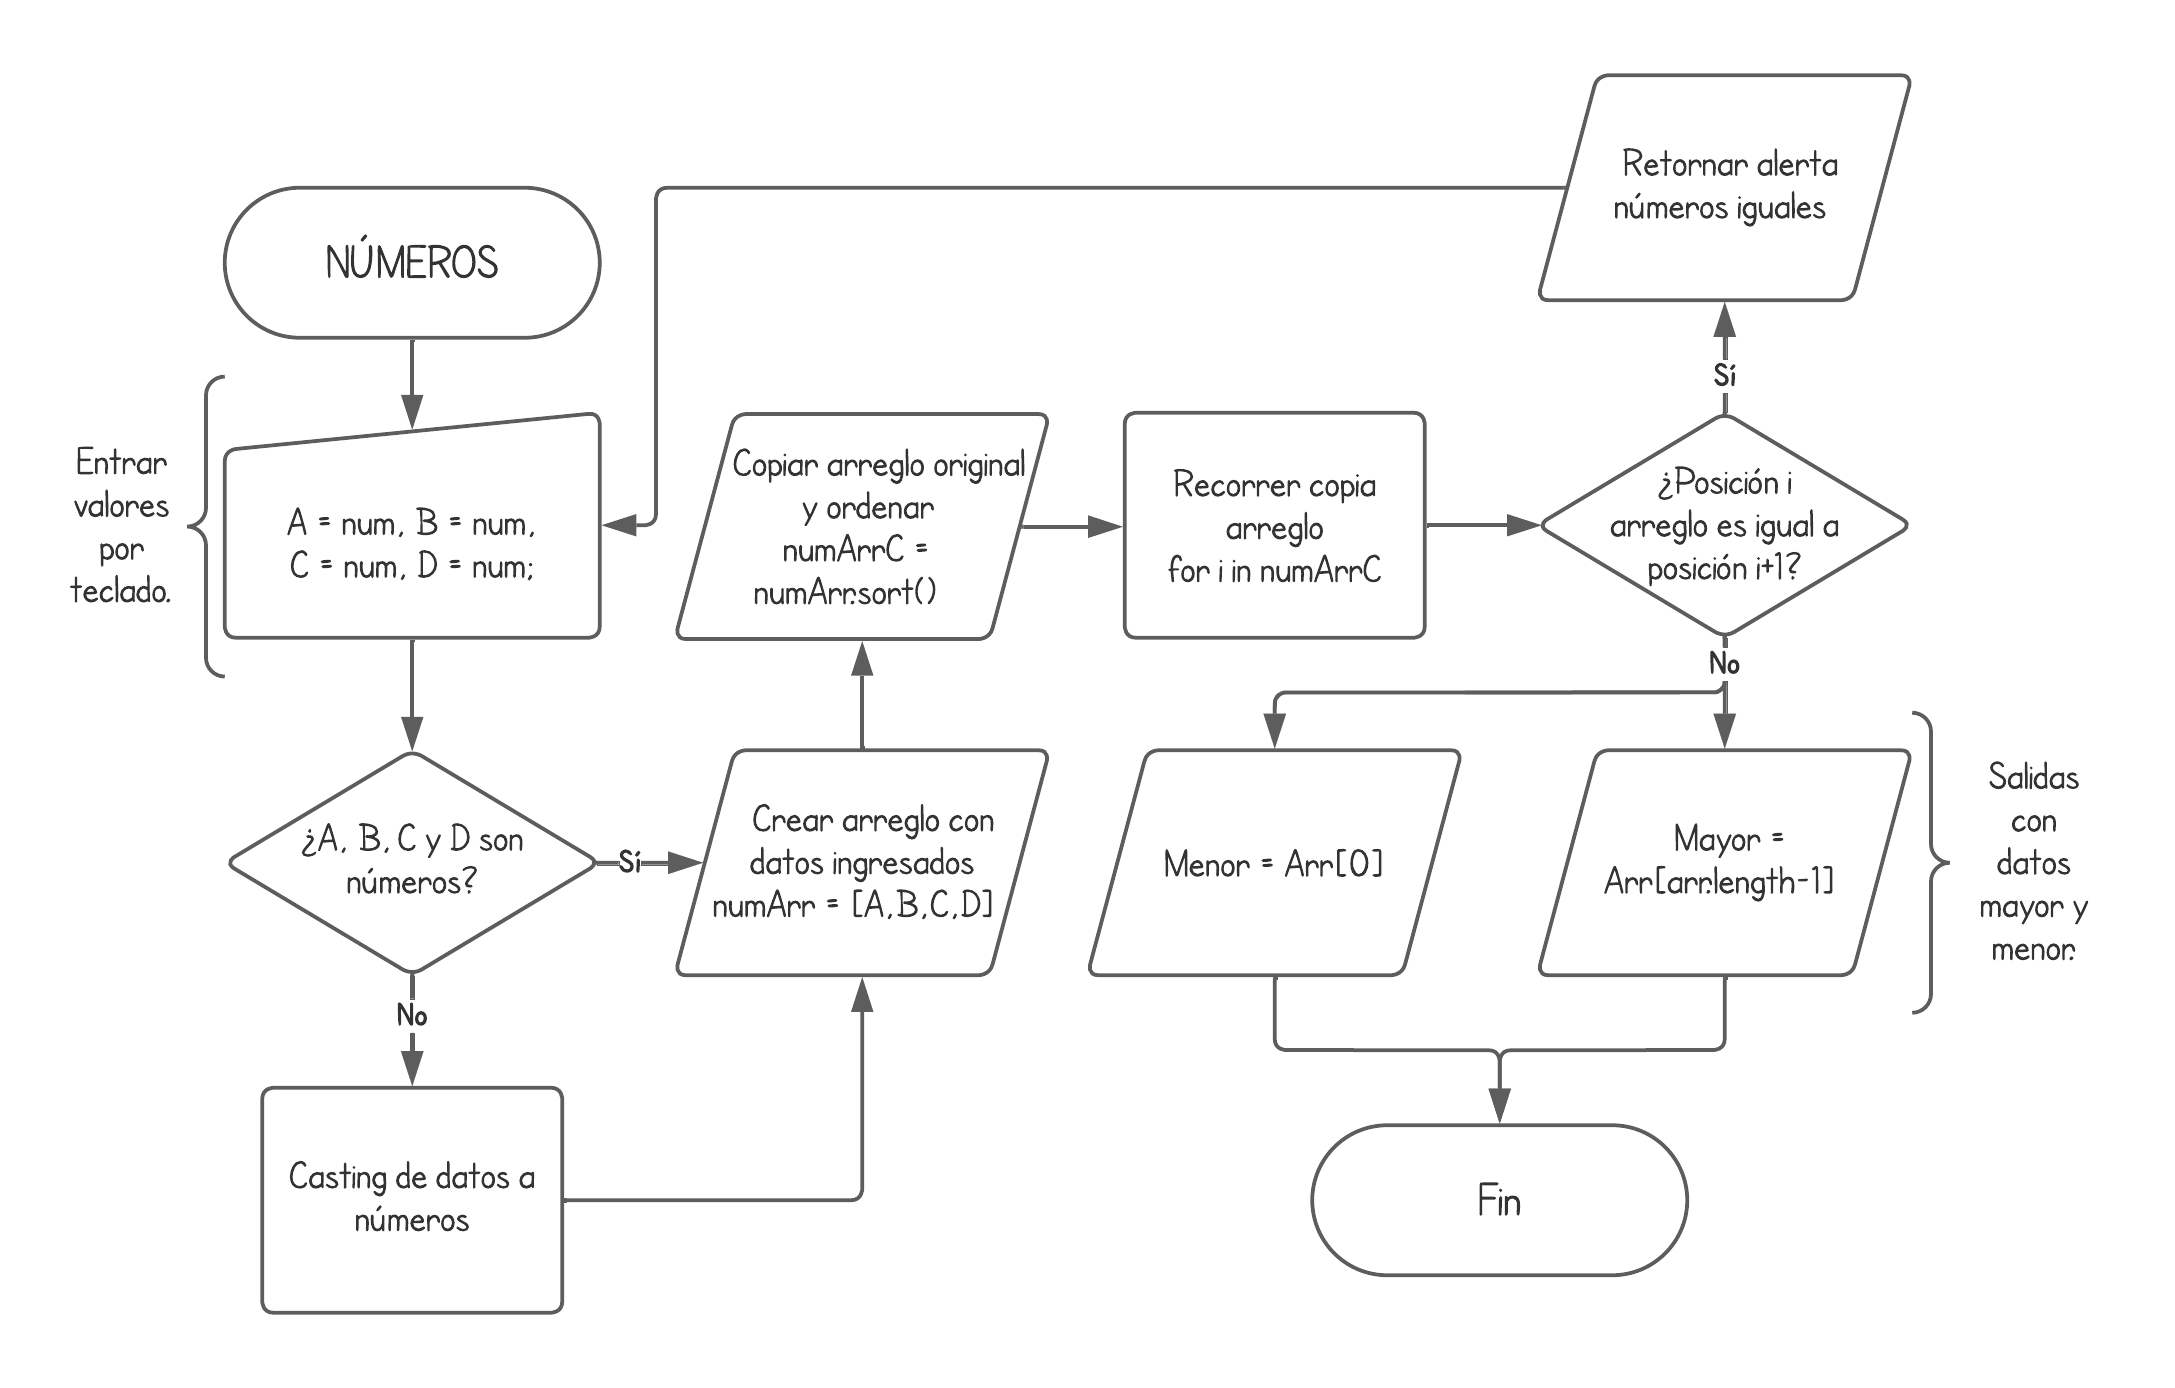 NÚMEROS
Entrar
valores
por
teclado.
A = num, B = num,
C = num, D = num;
¿A, B, C y D son
números?
Sí
No
Casting de datos a
números
Crear arreglo con
datos ingresados
numArr = [A,B,C,D]
Copiar arreglo original
y ordenar
numArrC =
numArr.sort()
Recorrer copia
arreglo
for i in numArrC
¿Posición i
arreglo es igual a
posición i+1?
Sí
Retornar alerta
números iguales
No
Menor = Arr[0]
Mayor =
Arr[arr.length-1]
Salidas
con
datos
mayor y
menor.
Fin